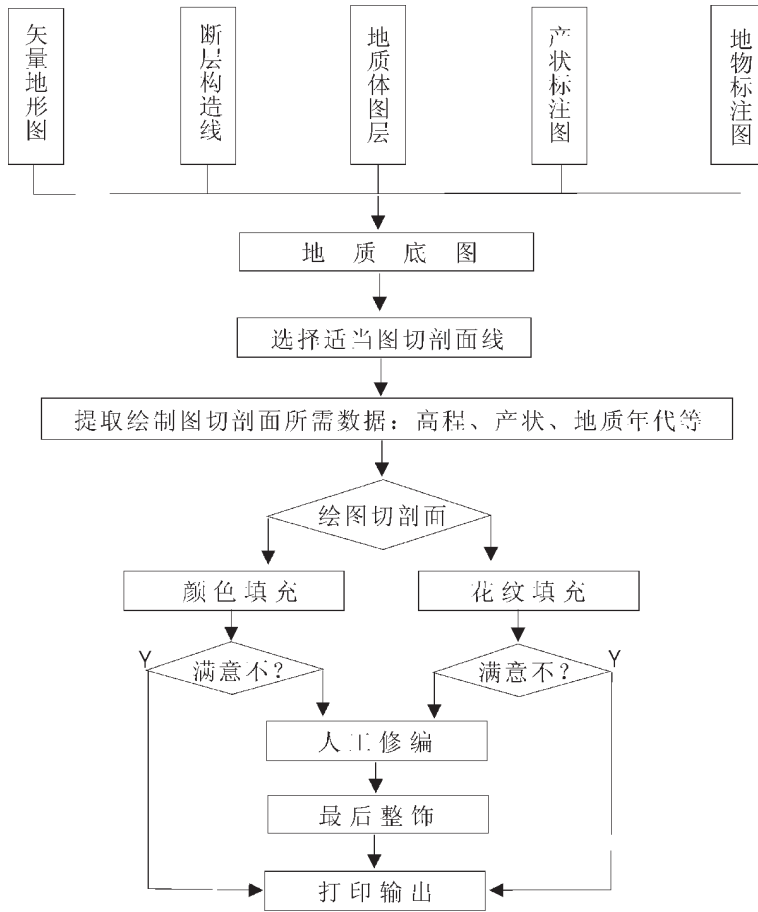 矢量地形图
断层构造线
地质体图层
产状标注图
地物标注图
地质底图
选择适当图切剖面线
提取绘制图切剖面所需数据：高程、产状、地质年代等
绘图切剖面
颜色填充
花纹填充
Y
满意不？
满意不？
Y
人工修编
最后整饰
打印输出